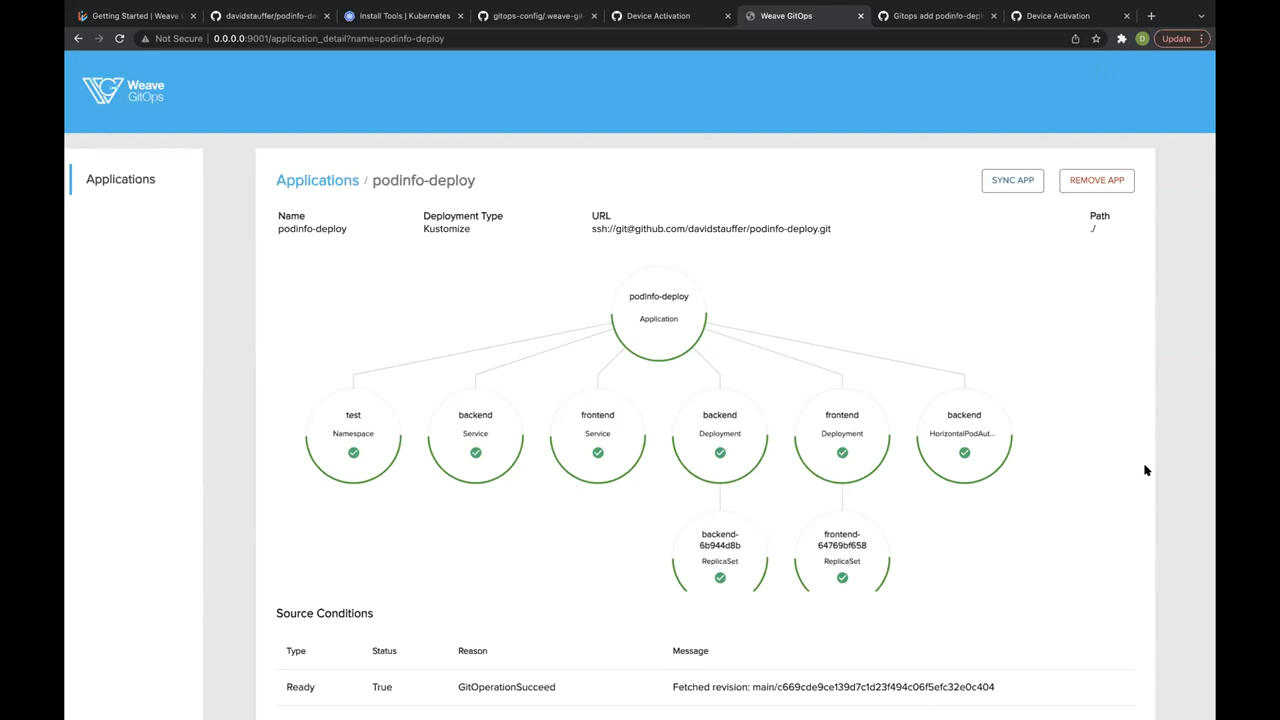 Getting Started | Weave
davidstauffer/podinfo-de
Install Tools | Kubernetes
gitops-config/.weave-gi
Device Activation
Weave GitOps
Gitops add podinfo-dep
Device Activation
Not Secure
0.0.0.0:9001/application_detail?name=podinfo-deploy
D
Update
Weave
GitOps
Applications
Applications / podinfo-deploy
SYNC APP
REMOVE APP
Name Deployment Type URL Path
podinfo-deploy Kustomize ssh://git@github.com/davidstauffer/podinfo-deploy.git ./
podinfo-deploy
Application
test
Namespace
backend
Service
frontend
Service
backend
Deployment
frontend
Deployment
backend
HorizontalPodAut...
backend-
6b944d8b
ReplicaSet
frontend-
64769bf658
ReplicaSet
Source Conditions
Type Status Reason Message
Ready True GitOperationSucceed Fetched revision: main/c669cde9ce139d7c1d23f494c06f5efc32e0c404